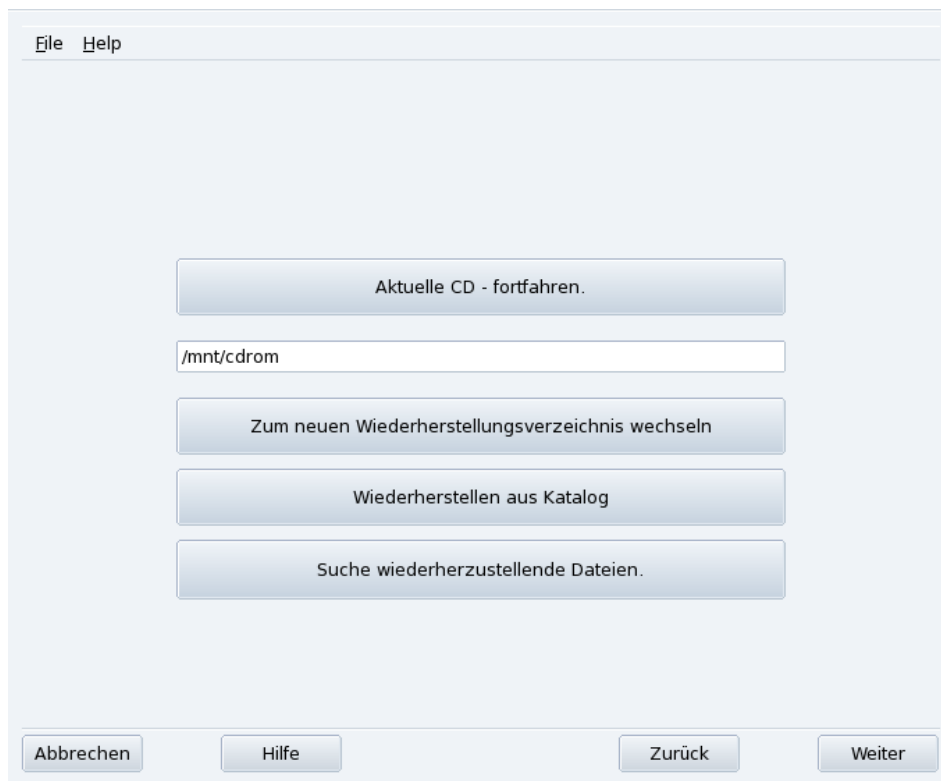 File Help
Aktuelle CD - fortfahren.
/mnt/cdrom
Zum neuen Wiederherstellungsverzeichnis wechseln
Wiederherstellen aus Katalog
Suche wiederherzustellende Dateien.
Abbrechen Hilfe Zurück Weiter